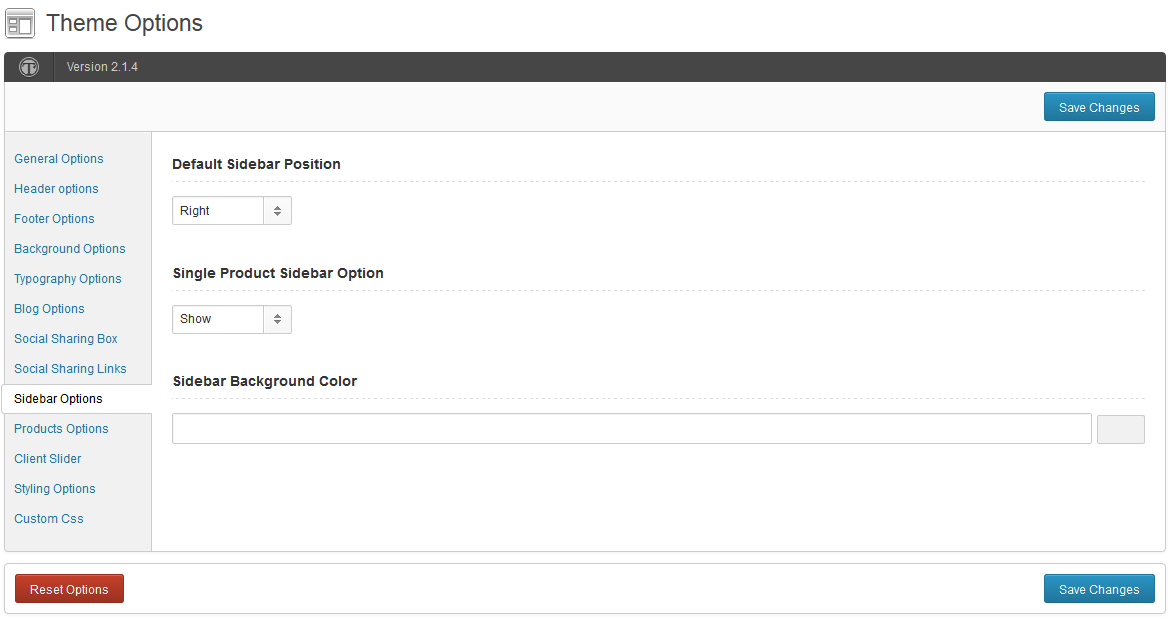 Theme Options
Version 2.1.4
Save Changes
General Options
Header options
Footer Options
Background Options
Typography Options
Blog Options
Social Sharing Box
Social Sharing Links
Sidebar Options
Products Options
Client Slider
Styling Options
Custom Css
Default Sidebar Position
Right
Single Product Sidebar Option
Show
Sidebar Background Color
Reset Options
Save Changes